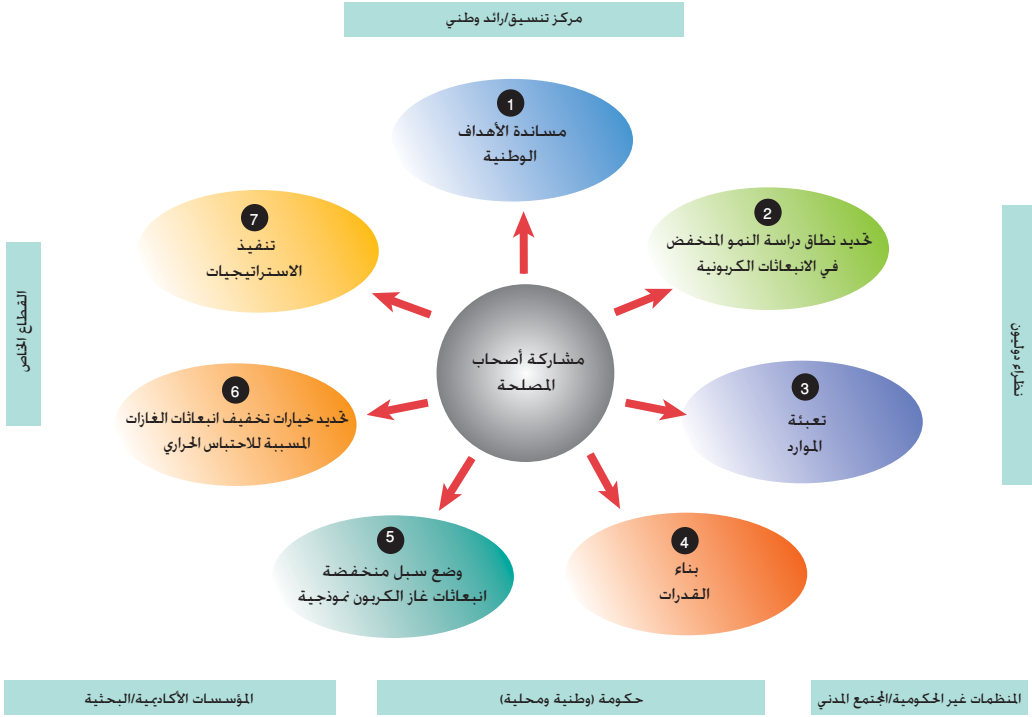 مركز تنسيق/رائد وطني
1
مساندة الأهداف
الوطنية
2
تحديد نطاق دراسة النمو المنخفض
في الانبعاثات الكربونية
3
تعبئة
الموارد
4
بناء
القدرات
5
وضع سبل منخفضة
انبعاثات غاز الكربون نموذجية
6
تحديد خيارات تخفيف انبعاثات الغازات
المسببة للاحتباس الحراري
7
تنفيذ
الاستراتيجيات
مشاركة أصحاب
المصلحة
نظراء دوليون
القطاع الخاص
المنظمات غير الحكومية/المجتمع المدني
حكومة (وطنية ومحلية)
المؤسسات الأكاديمية/البحثية